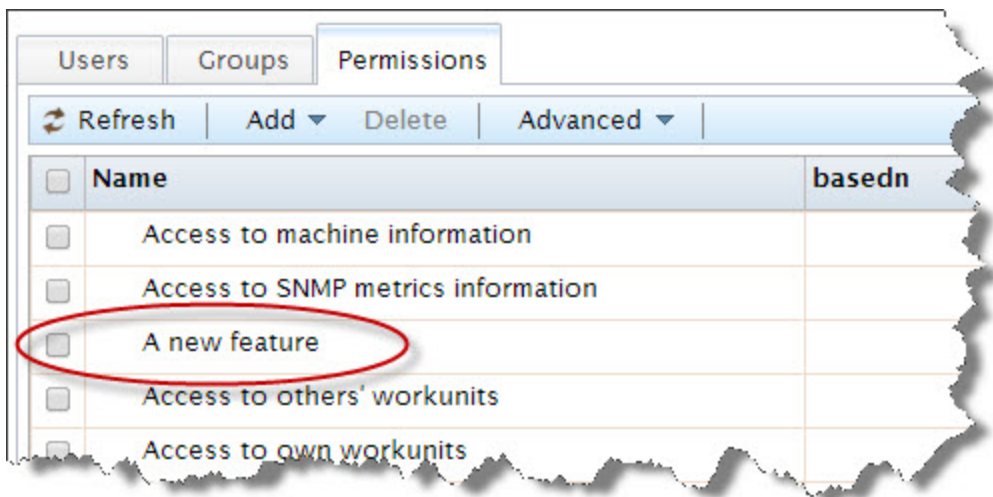 Users Groups Permissions
Refresh Add Delete Advanced
Name basedn
Access to machine information
Access to SNMP metrics information
A new feature
Access to others' workunits
Access to own workunits